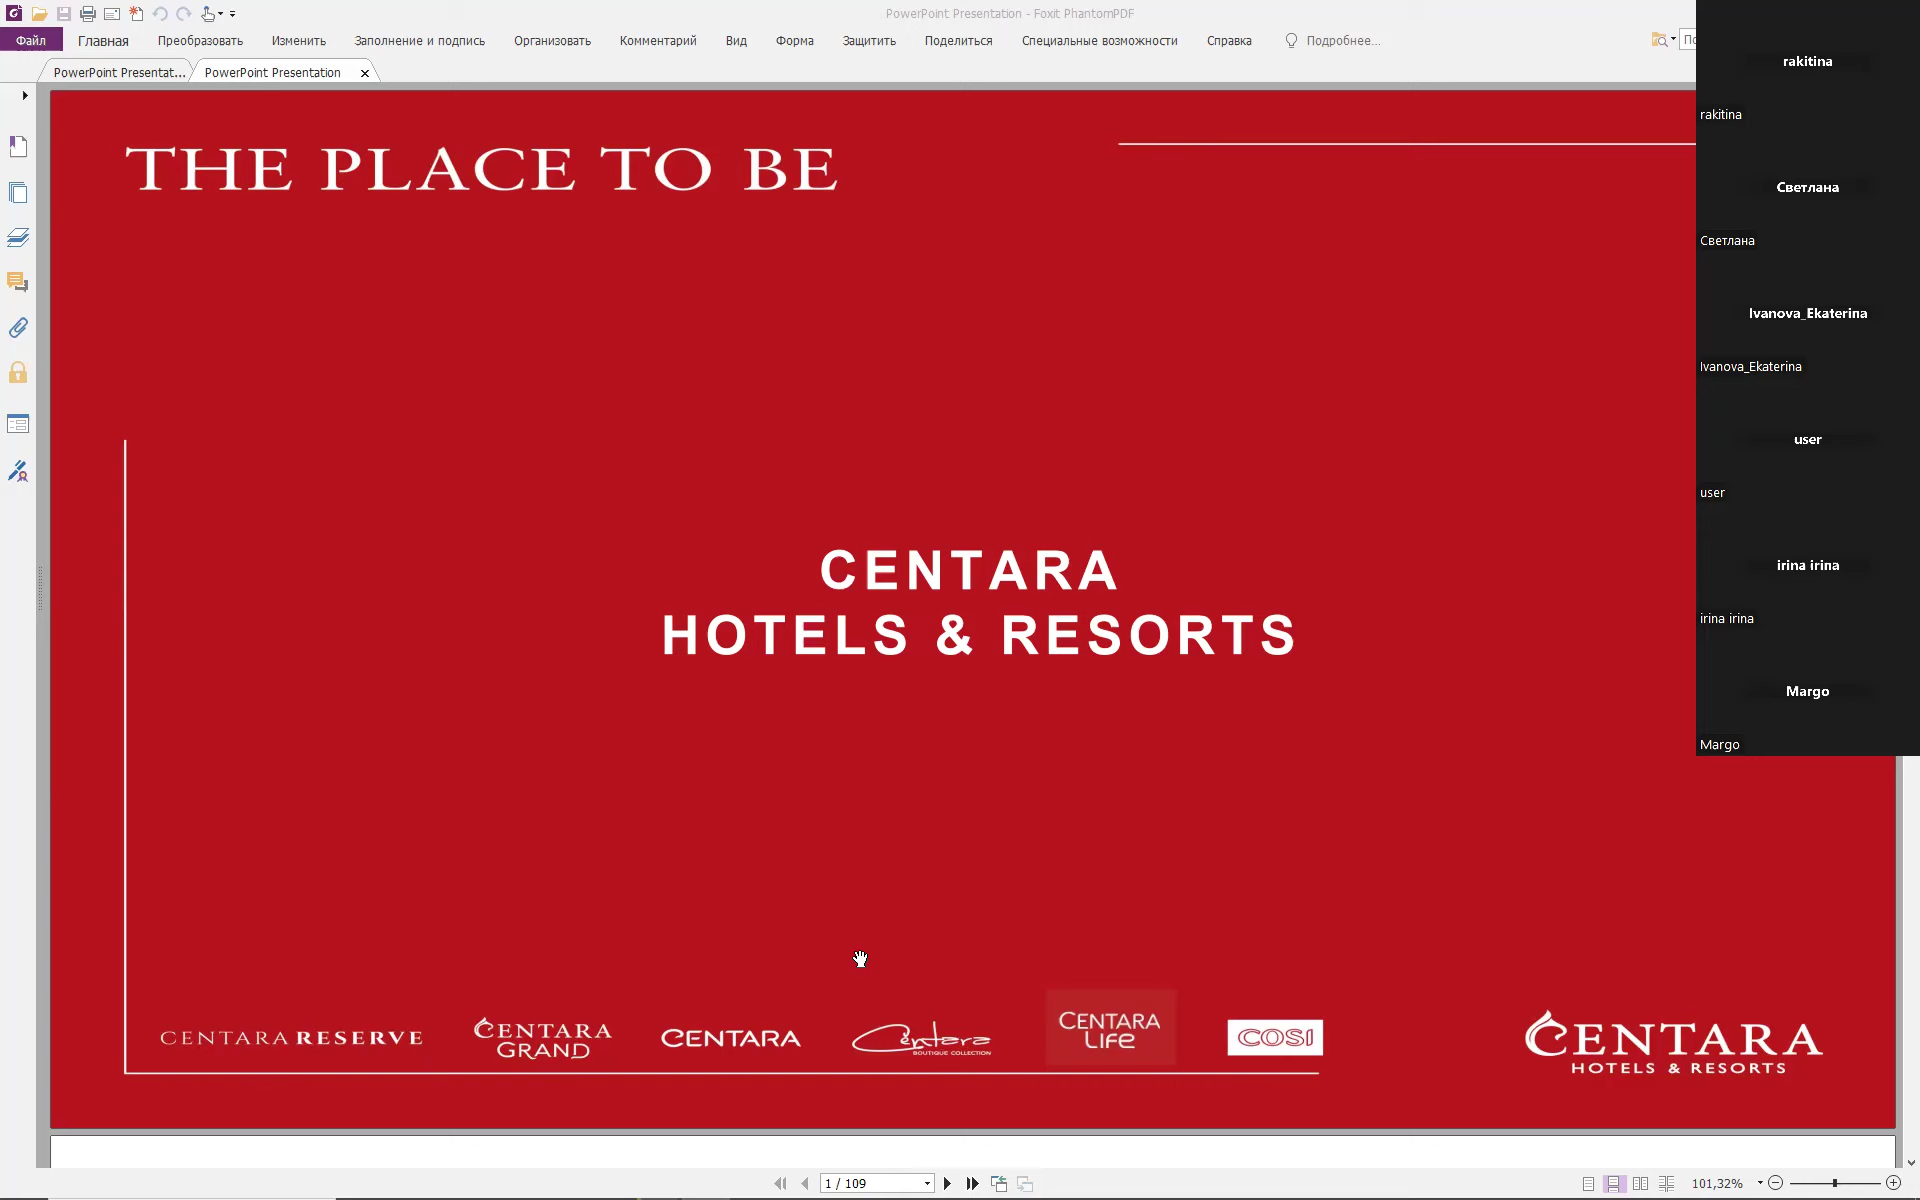 PowerPoint Presentation - Foxit PhantomPDF
Файл Главная Преобразовать Изменить Заполнение и подпись Организовать Комментарий Вид Форма Защитить Поделиться Специальные возможности Справка Подробнее...
PowerPoint Presentat... PowerPoint Presentation
THE PLACE TO BE
CENTARA
HOTELS & RESORTS
CENTARA RESERVE
CENTARA
GRAND
CENTARA
Centara
BOUTIQUE COLLECTION
CENTARA
LIFE
COSI
CENTARA
HOTELS & RESORTS
rakitina
rakitina
Светлана
Светлана
Ivanova_Ekaterina
Ivanova_Ekaterina
user
user
irina irina
irina irina
Margo
Margo
1 / 109
101,32%